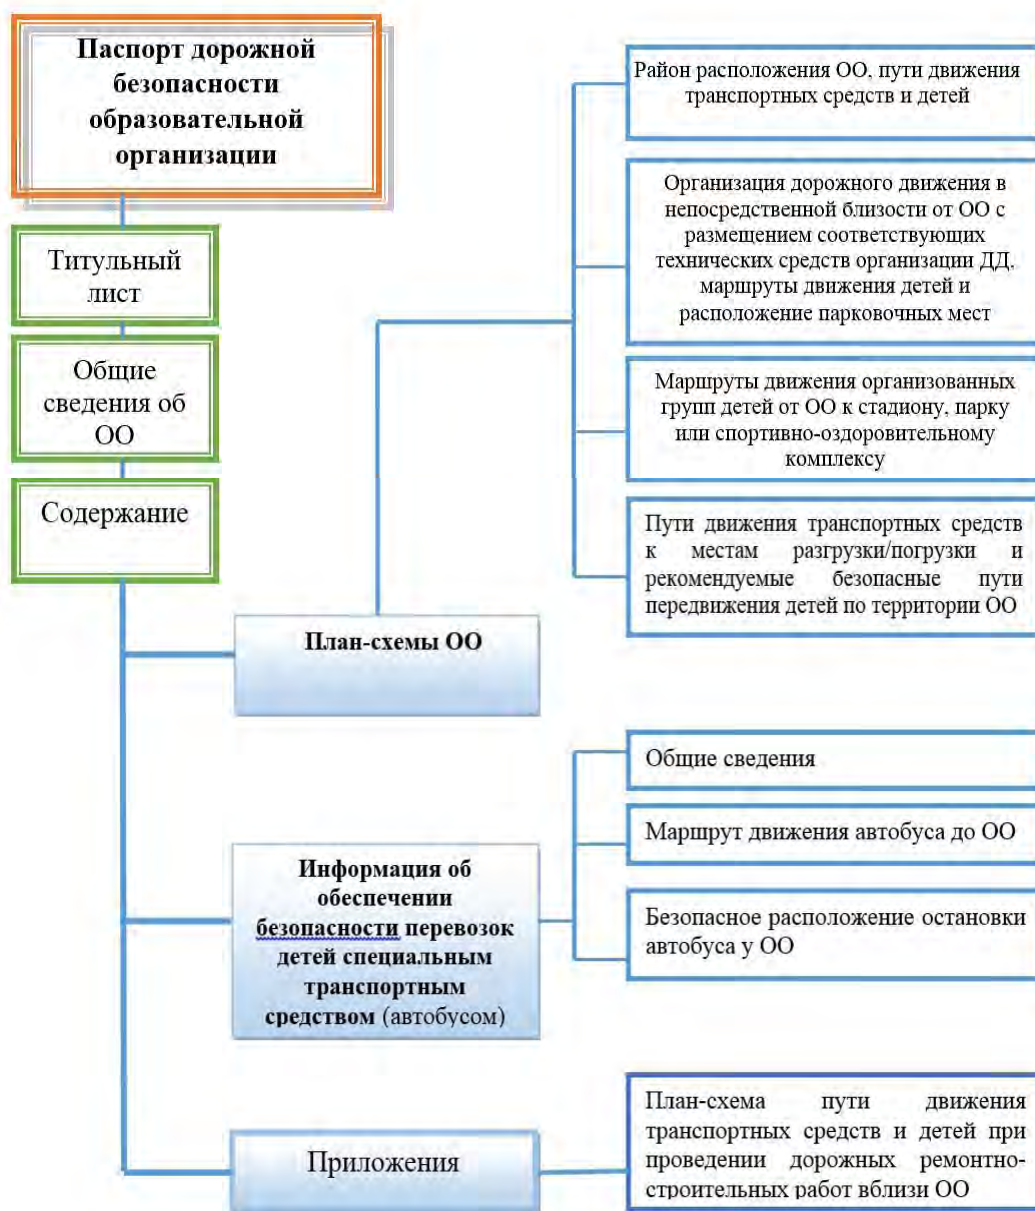 Паспорт дорожной
безопасности
образовательной
организации
Титульный
лист
Общие
сведения об
ОО
Содержание
План-схемы ОО
Район расположения ОО, пути движения
транспортных средств и детей
Организация дорожного движения в
непосредственной близости от ОО с
размещением соответствующих
технических средств организации ДД,
маршруты движения детей и
расположение парковочных мест
Маршруты движения организованных
групп детей от ОО к стадиону, парку
или спортивно-оздоровительному
комплексу
Пути движения транспортных средств
к местам разгрузки/погрузки и
рекомендуемые безопасные пути
передвижения детей по территории ОО
Информация об
обеспечении
безопасности перевозок
детей специальным
транспортным
средством (автобусом)
Общие сведения
Маршрут движения автобуса до ОО
Безопасное расположение остановки
автобуса у ОО
Приложения
План-схема пути движения
транспортных средств и детей при
проведении дорожных ремонтно-
строительных работ вблизи ОО